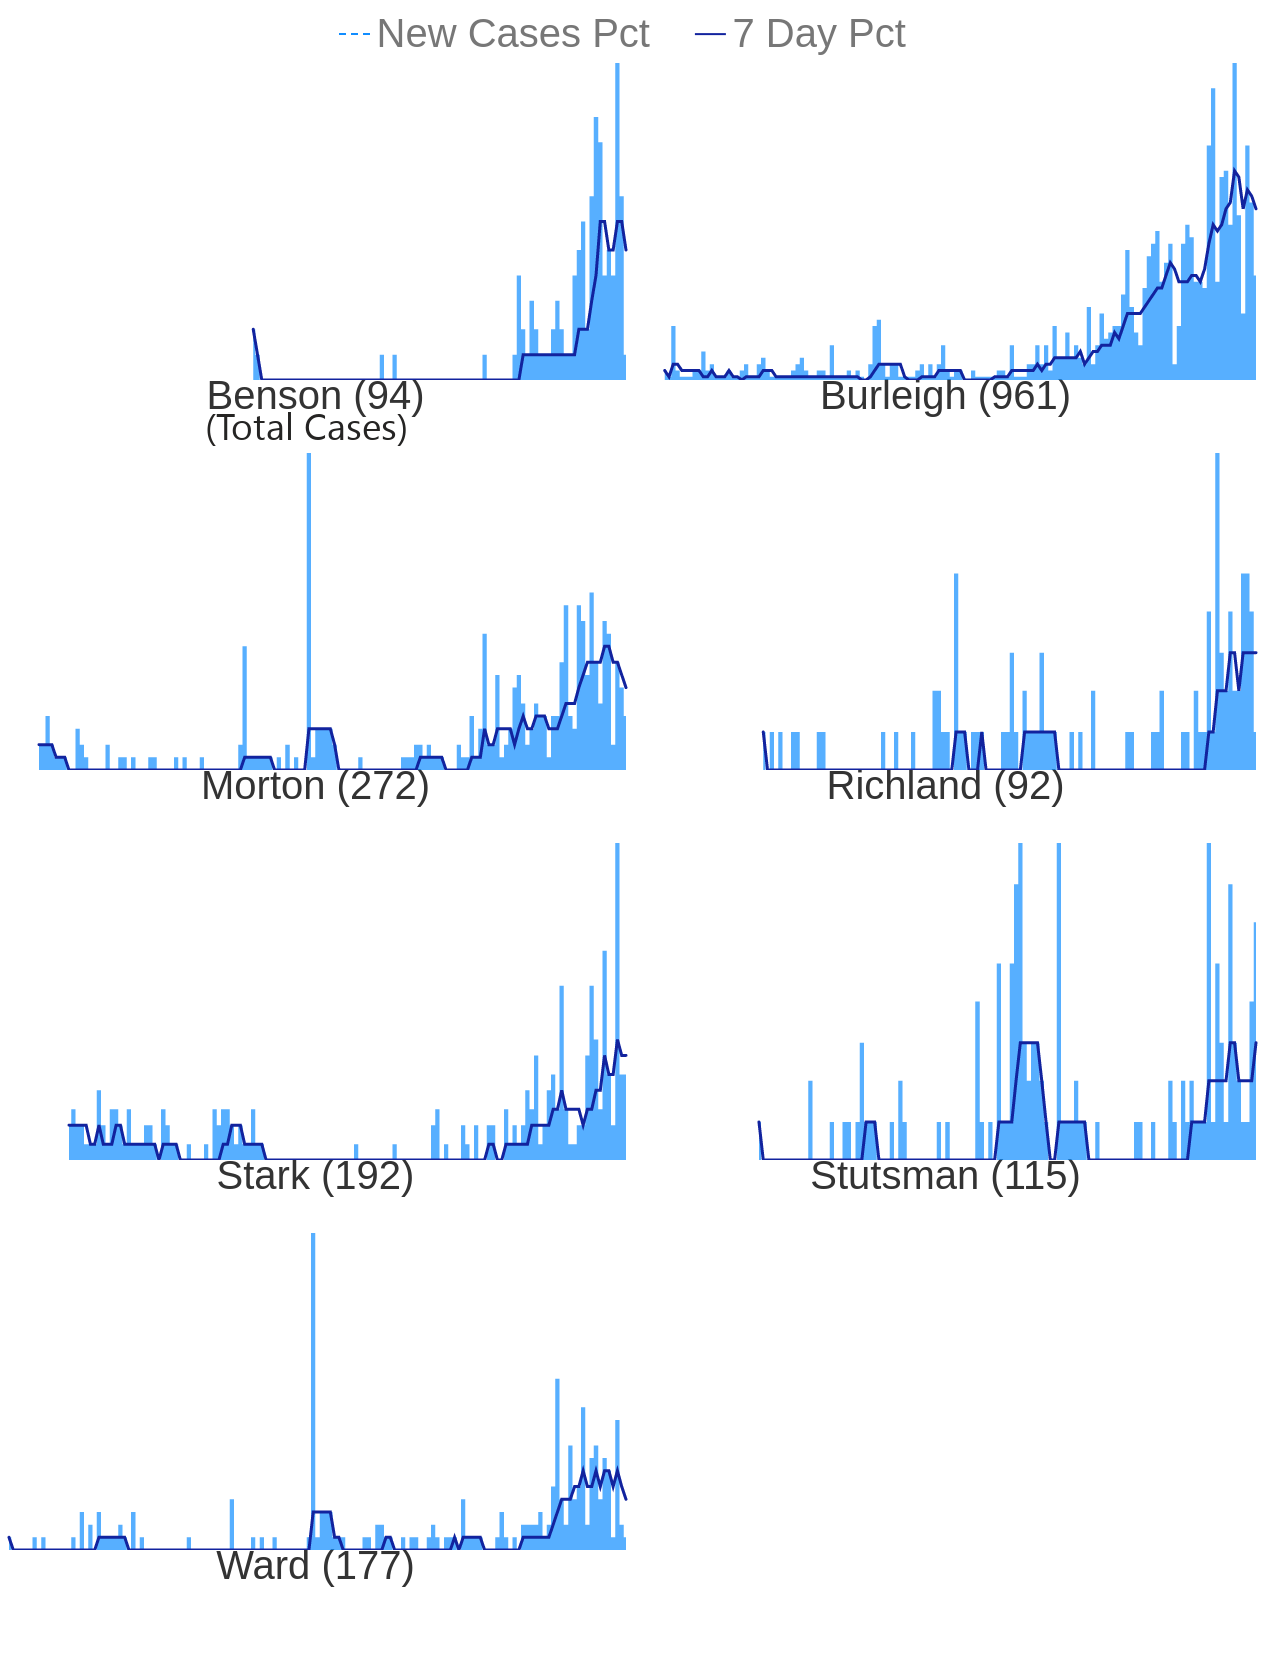 New Cases Pct 7 Day Pct
Benson (94) Burleigh (961)
(Total Cases)
Morton (272) Richland (92)
Stark (192) Stutsman (115)
Ward (177)